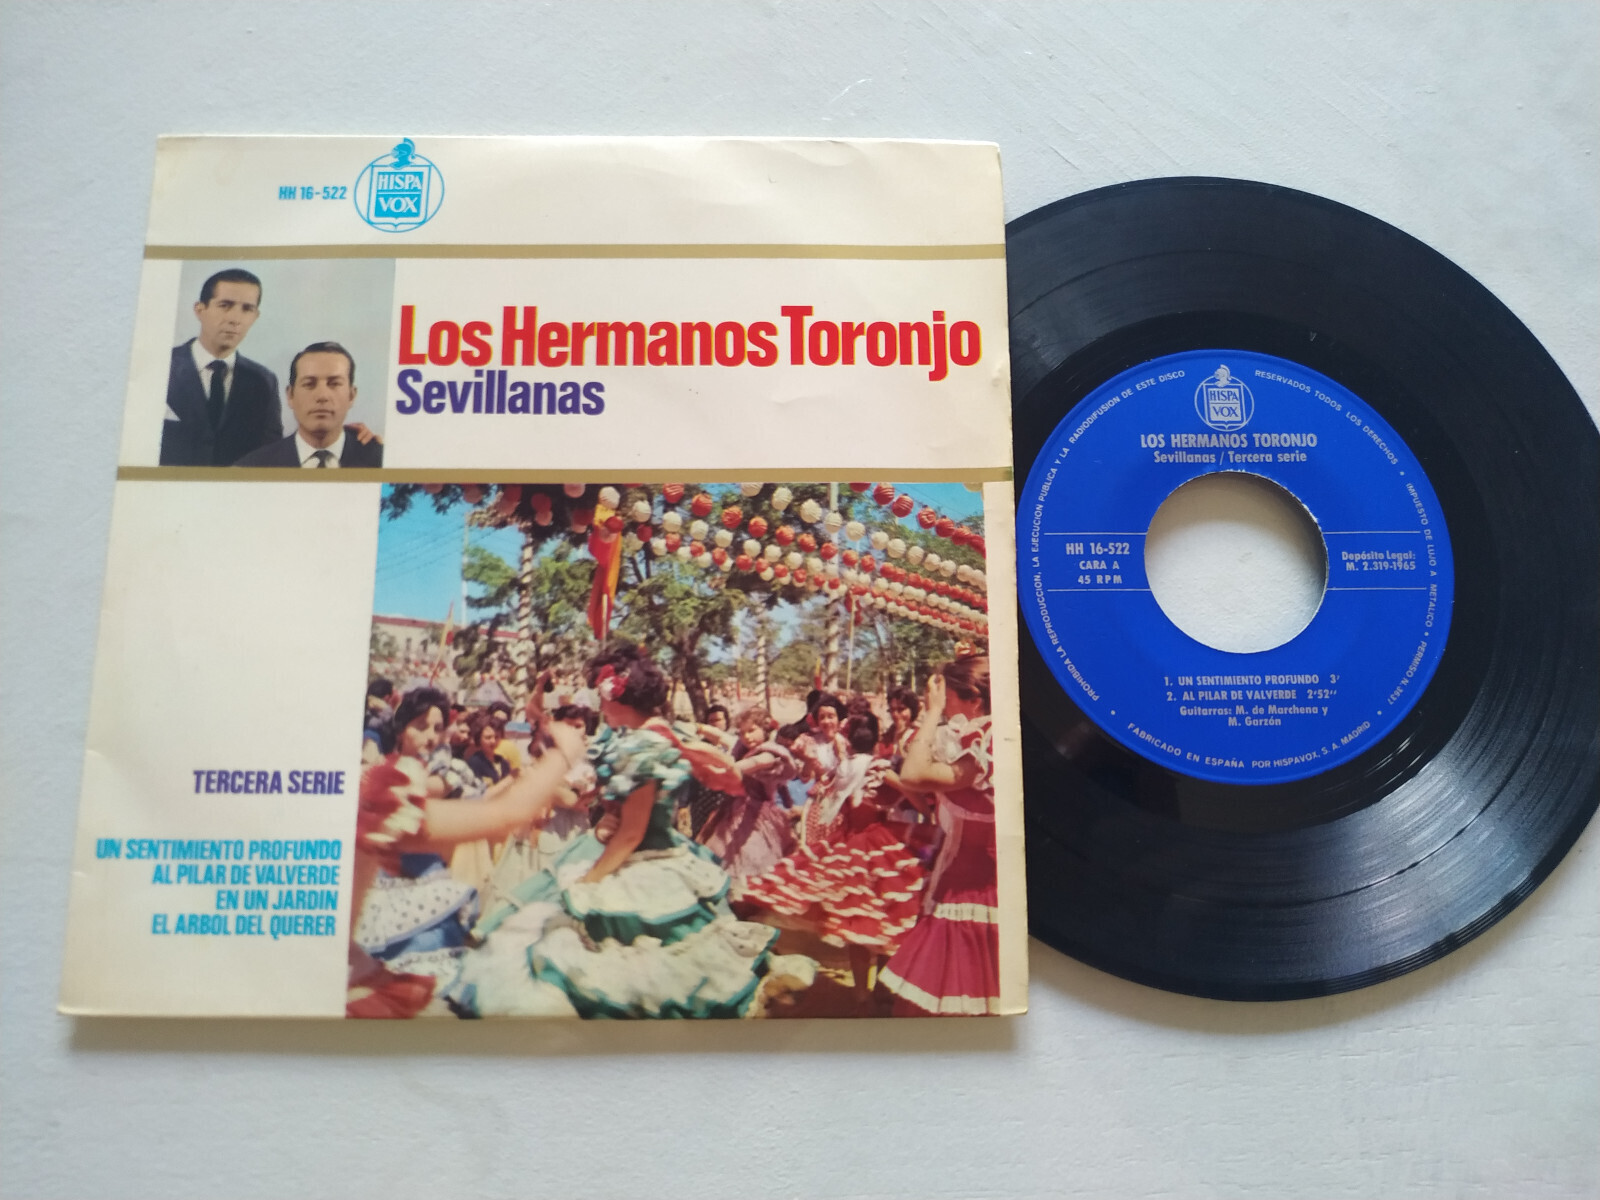 HH 16-522
HISPA
VOX
Los Hermanos Toronjo
Sevillanas
TERCERA SERIE
UN SENTIMIENTO PROFUNDO
AL PILAR DE VALVERDE
EN UN JARDIN
EL ARBOL DEL QUERER
PROHIBIDA LA REPRODUCCION, LA EJECUCION PUBLICA Y LA RADIODIFUSION DE ESTE DISCO
RESERVADOS TODOS LOS DERECHOS • IMPUESTO DE LUJO A METALICO • PERMISO N. 3637 •
HISPA
VOX
LOS HERMANOS TORONJO
Sevillanas / Tercera serie
HH 16-522
CARA A
45 RPM
Depósito Legal:
M. 2.319-1965
1. UN SENTIMIENTO PROFUNDO 3'
2. AL PILAR DE VALVERDE 2'52''
Guitarras: M. de Marchena y
M. Garzón
• FABRICADO EN ESPAÑA POR HISPAVOX, S. A. MADRID